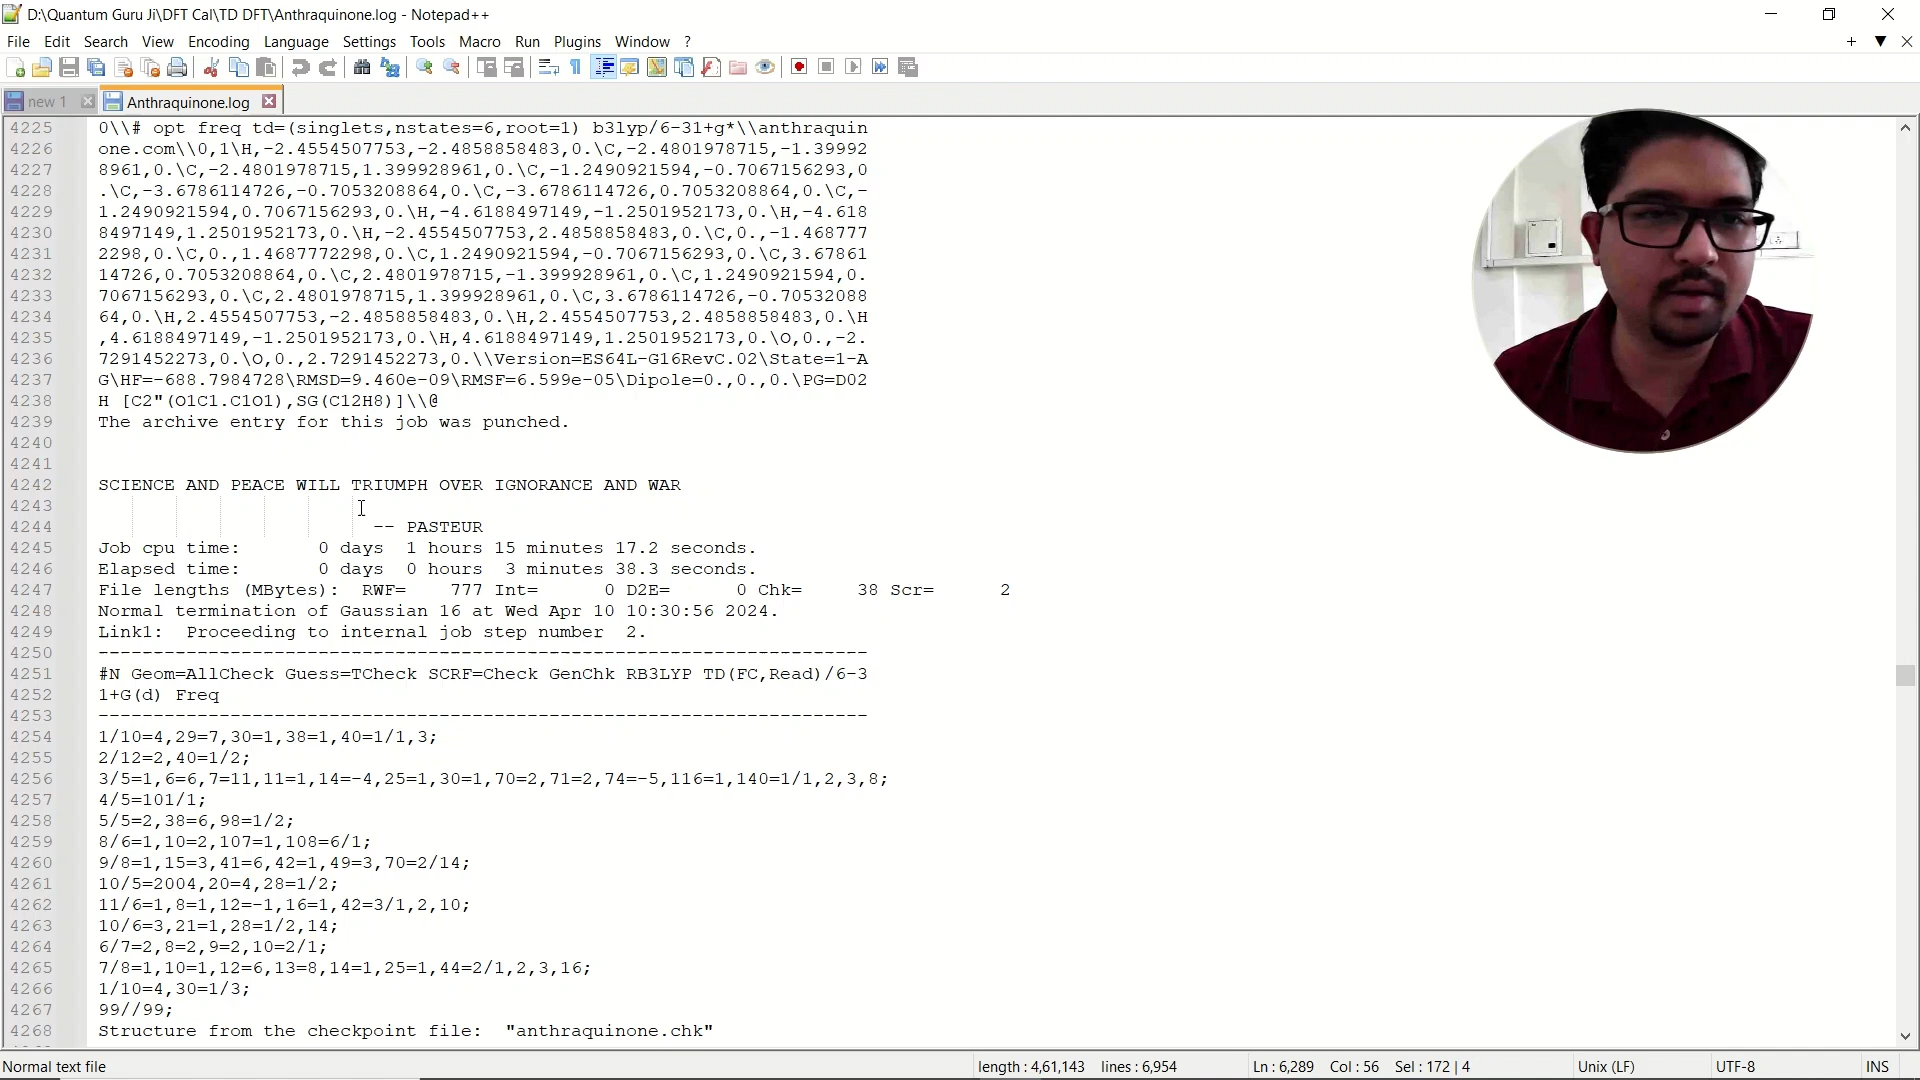 D:\Quantum Guru Ji\DFT Cal\TD DFT\Anthraquinone.log - Notepad++
File Edit Search View Encoding Language Settings Tools Macro Run Plugins Window ?
new 1 Anthraquinone.log
4225 0\\# opt freq td=(singlets,nstates=6,root=1) b3lyp/6-31+g*\\anthraquin
4226 one.com\\0,1\H,-2.4554507753,-2.4858858483,0.\C,-2.4801978715,-1.39992
4227 8961,0.\C,-2.4801978715,1.399928961,0.\C,-1.2490921594,-0.7067156293,0
4228 .\C,-3.6786114726,-0.7053208864,0.\C,-3.6786114726,0.7053208864,0.\C,-
4229 1.2490921594,0.7067156293,0.\H,-4.6188497149,-1.2501952173,0.\H,-4.618
4230 8497149,1.2501952173,0.\H,-2.4554507753,2.4858858483,0.\C,0.,-1.468777
4231 2298,0.\C,0.,1.4687772298,0.\C,1.2490921594,-0.7067156293,0.\C,3.67861
4232 14726,0.7053208864,0.\C,2.4801978715,-1.399928961,0.\C,1.2490921594,0.
4233 7067156293,0.\C,2.4801978715,1.399928961,0.\C,3.6786114726,-0.70532088
4234 64,0.\H,2.4554507753,-2.4858858483,0.\H,2.4554507753,2.4858858483,0.\H
4235 ,4.6188497149,-1.2501952173,0.\H,4.6188497149,1.2501952173,0.\O,0.,-2.
4236 7291452273,0.\O,0.,2.7291452273,0.\\Version=ES64L-G16RevC.02\State=1-A
4237 G\HF=-688.7984728\RMSD=9.460e-09\RMSF=6.599e-05\Dipole=0.,0.,0.\PG=D02
4238 H [C2"(O1C1.C1O1),SG(C12H8)]\\@
4239 The archive entry for this job was punched.
4240
4241
4242 SCIENCE AND PEACE WILL TRIUMPH OVER IGNORANCE AND WAR
4243
4244 -- PASTEUR
4245 Job cpu time: 0 days 1 hours 15 minutes 17.2 seconds.
4246 Elapsed time: 0 days 0 hours 3 minutes 38.3 seconds.
4247 File lengths (MBytes): RWF= 777 Int= 0 D2E= 0 Chk= 38 Scr= 2
4248 Normal termination of Gaussian 16 at Wed Apr 10 10:30:56 2024.
4249 Link1: Proceeding to internal job step number 2.
4250 ----------------------------------------------------------------------
4251 #N Geom=AllCheck Guess=TCheck SCRF=Check GenChk RB3LYP TD(FC,Read)/6-3
4252 1+G(d) Freq
4253 ----------------------------------------------------------------------
4254 1/10=4,29=7,30=1,38=1,40=1/1,3;
4255 2/12=2,40=1/2;
4256 3/5=1,6=6,7=11,11=1,14=-4,25=1,30=1,70=2,71=2,74=-5,116=1,140=1/1,2,3,8;
4257 4/5=101/1;
4258 5/5=2,38=6,98=1/2;
4259 8/6=1,10=2,107=1,108=6/1;
4260 9/8=1,15=3,41=6,42=1,49=3,70=2/14;
4261 10/5=2004,20=4,28=1/2;
4262 11/6=1,8=1,12=-1,16=1,42=3/1,2,10;
4263 10/6=3,21=1,28=1/2,14;
4264 6/7=2,8=2,9=2,10=2/1;
4265 7/8=1,10=1,12=6,13=8,14=1,25=1,44=2/1,2,3,16;
4266 1/10=4,30=1/3;
4267 99//99;
4268 Structure from the checkpoint file: "anthraquinone.chk"
Normal text file length : 4,61,143 lines : 6,954 Ln : 6,289 Col : 56 Sel : 172 | 4 Unix (LF) UTF-8 INS